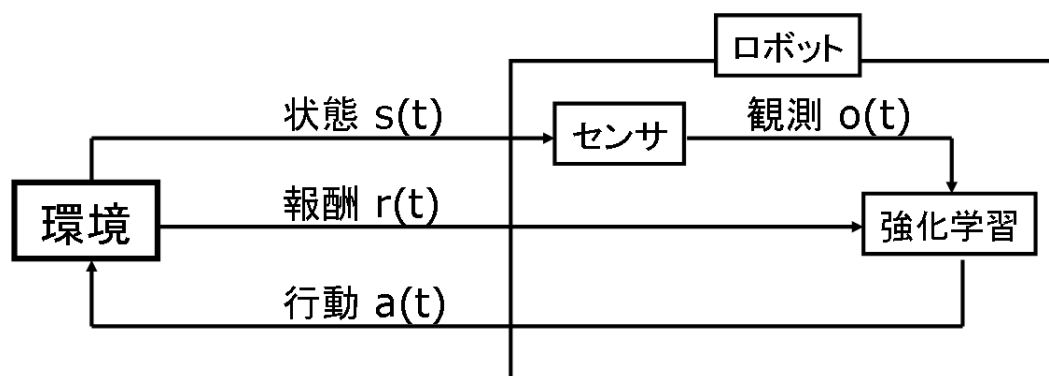 ロボット
状態 s(t)
センサ
観測 o(t)
環境
報酬 r(t)
強化学習
行動 a(t)